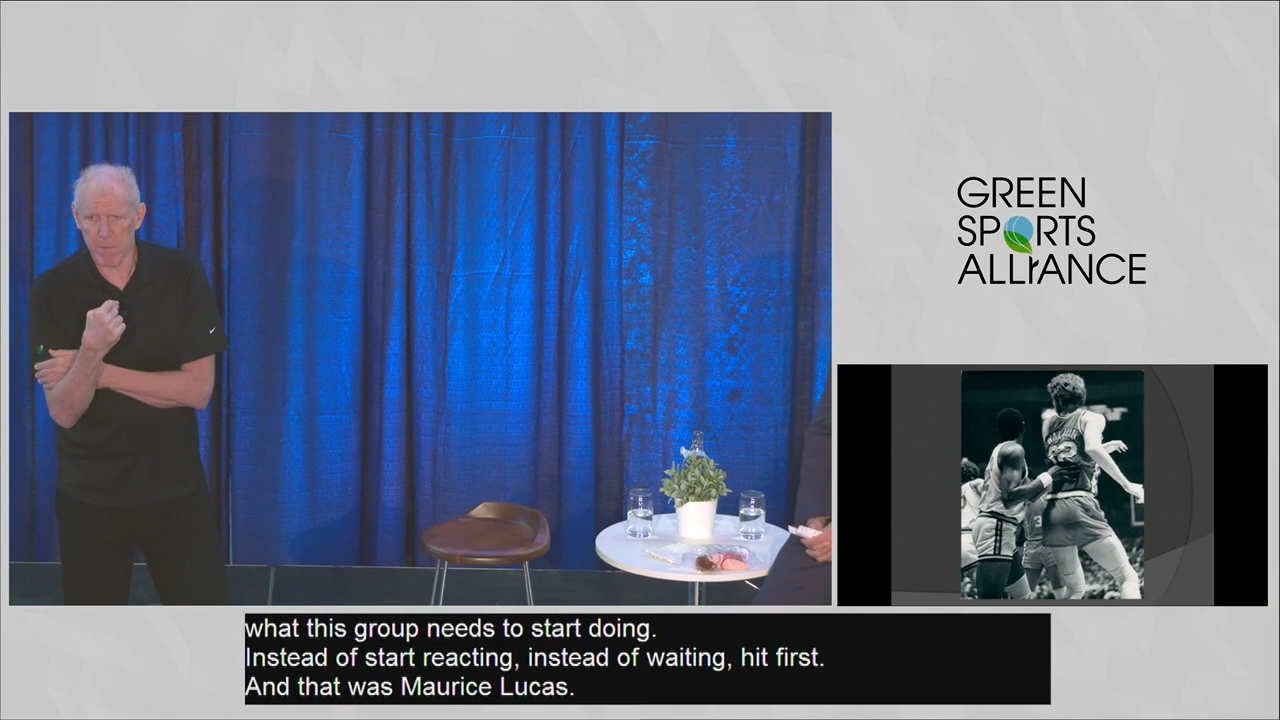 GREEN
SPORTS
ALLIANCE
what this group needs to start doing.
Instead of start reacting, instead of waiting, hit first.
And that was Maurice Lucas.